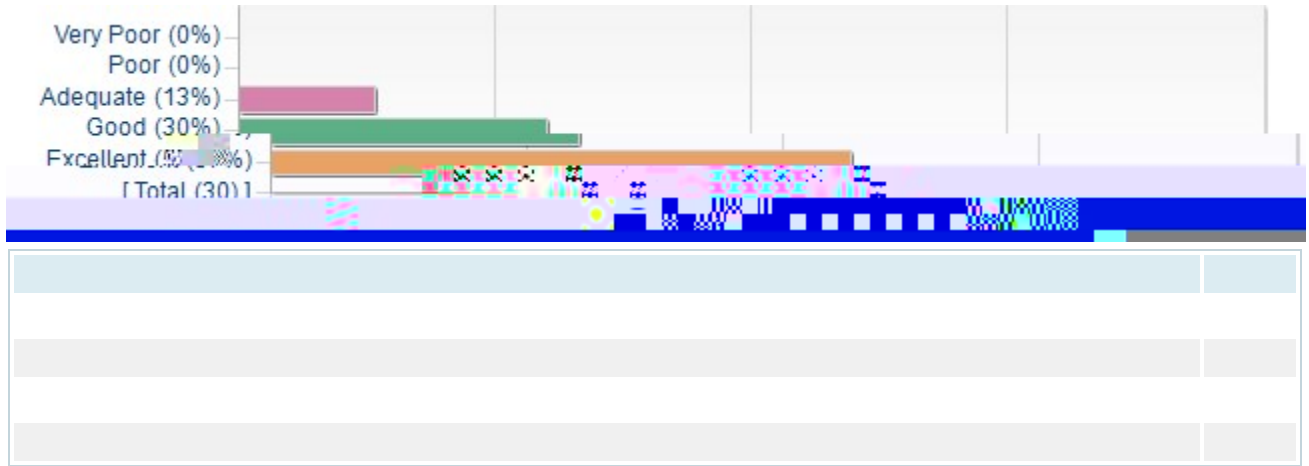 Very Poor (0%)
Poor (0%)
Adequate (13%)
Good (30%)
Excellent
[ Total (30) ]